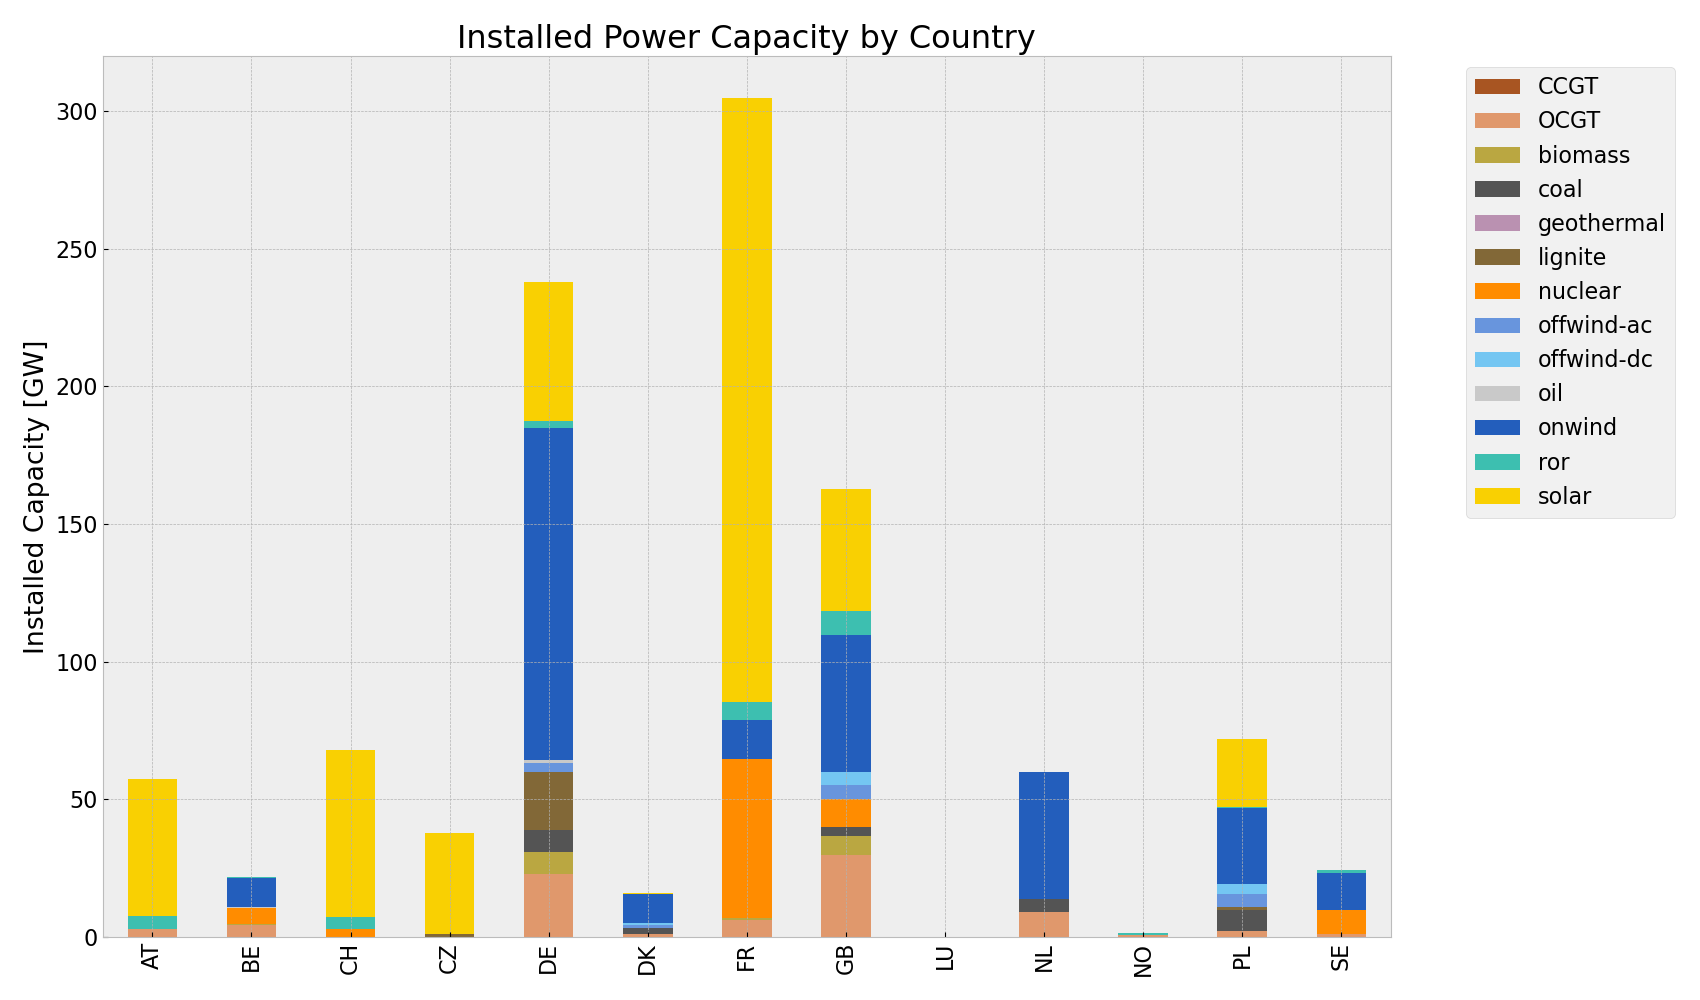 Installed Power Capacity by Country
Installed Capacity [GW]
300
250
200
150
100
50
0
AT
BE
CH
CZ
DE
DK
FR
GB
LU
NL
NO
PL
SE
CCGT
OCGT
biomass
coal
geothermal
lignite
nuclear
offwind-ac
offwind-dc
oil
onwind
ror
solar